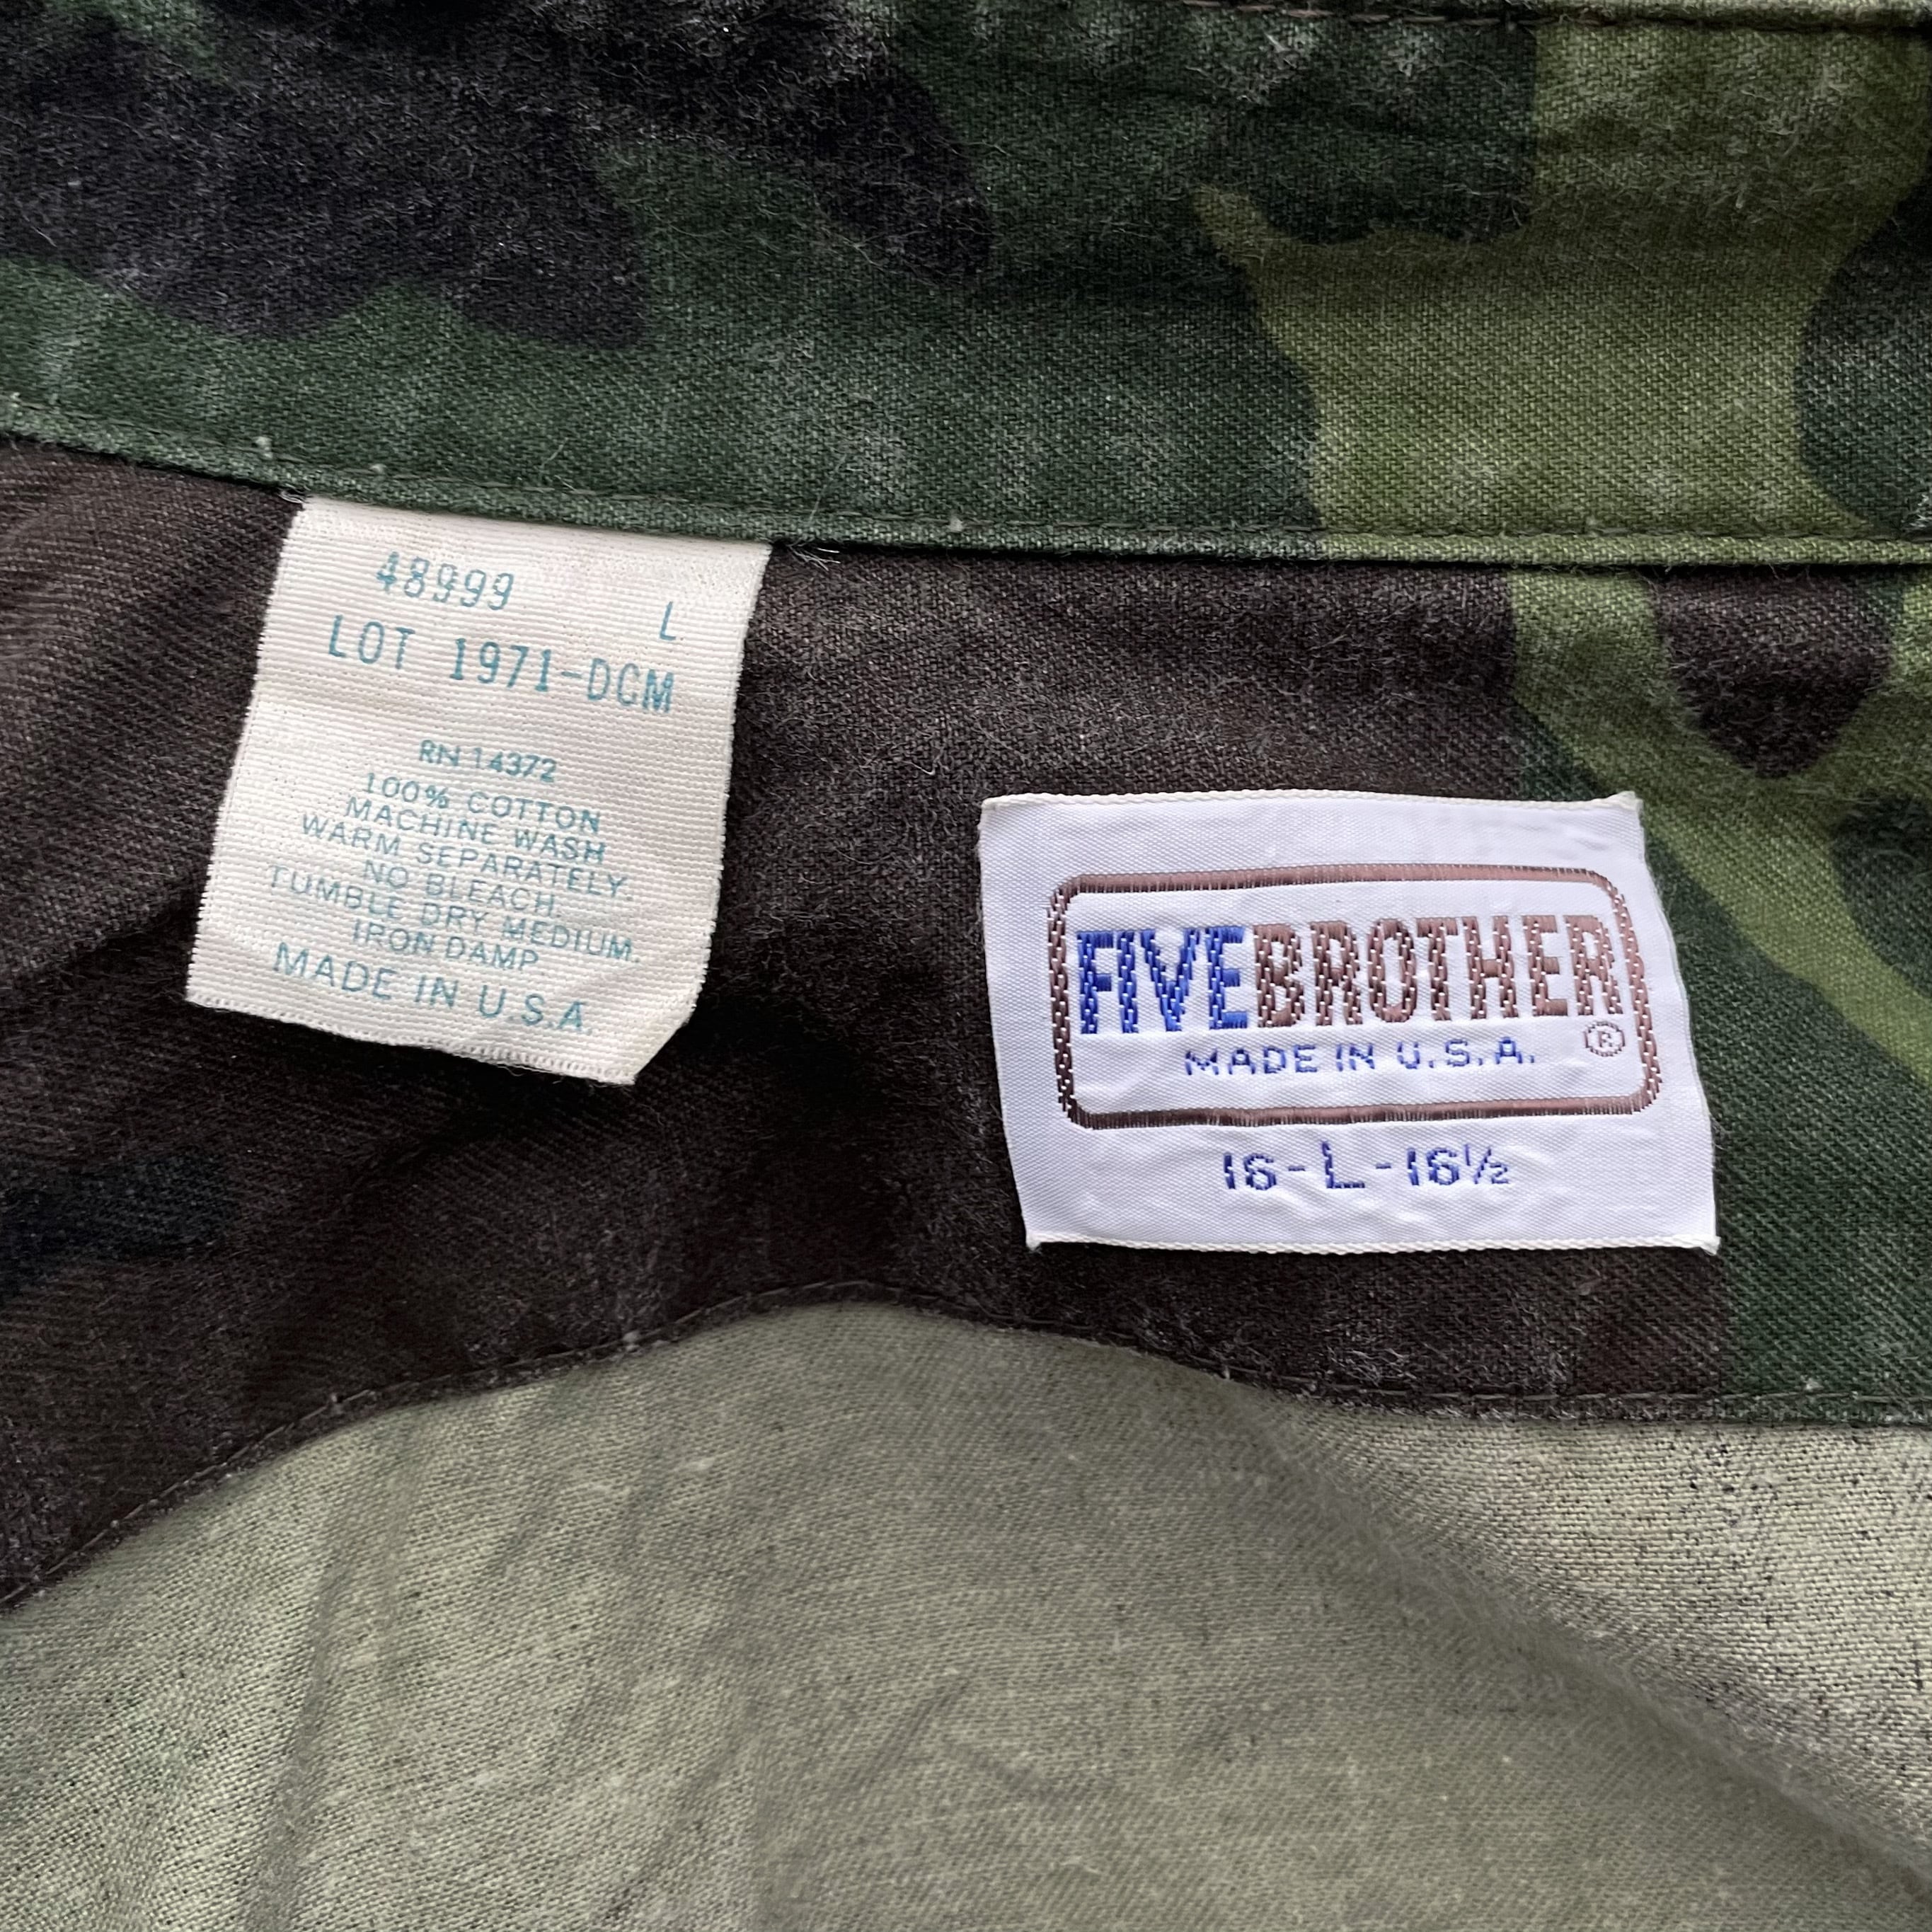 48999
L
LOT 1971-DCM
RN 14372
100% COTTON
MACHINE WASH
WARM SEPARATELY.
NO BLEACH.
TUMBLE DRY MEDIUM.
IRON DAMP
MADE IN U.S.A.
FIVEBROTHER
®
MADE IN U.S.A.
16-L-16½